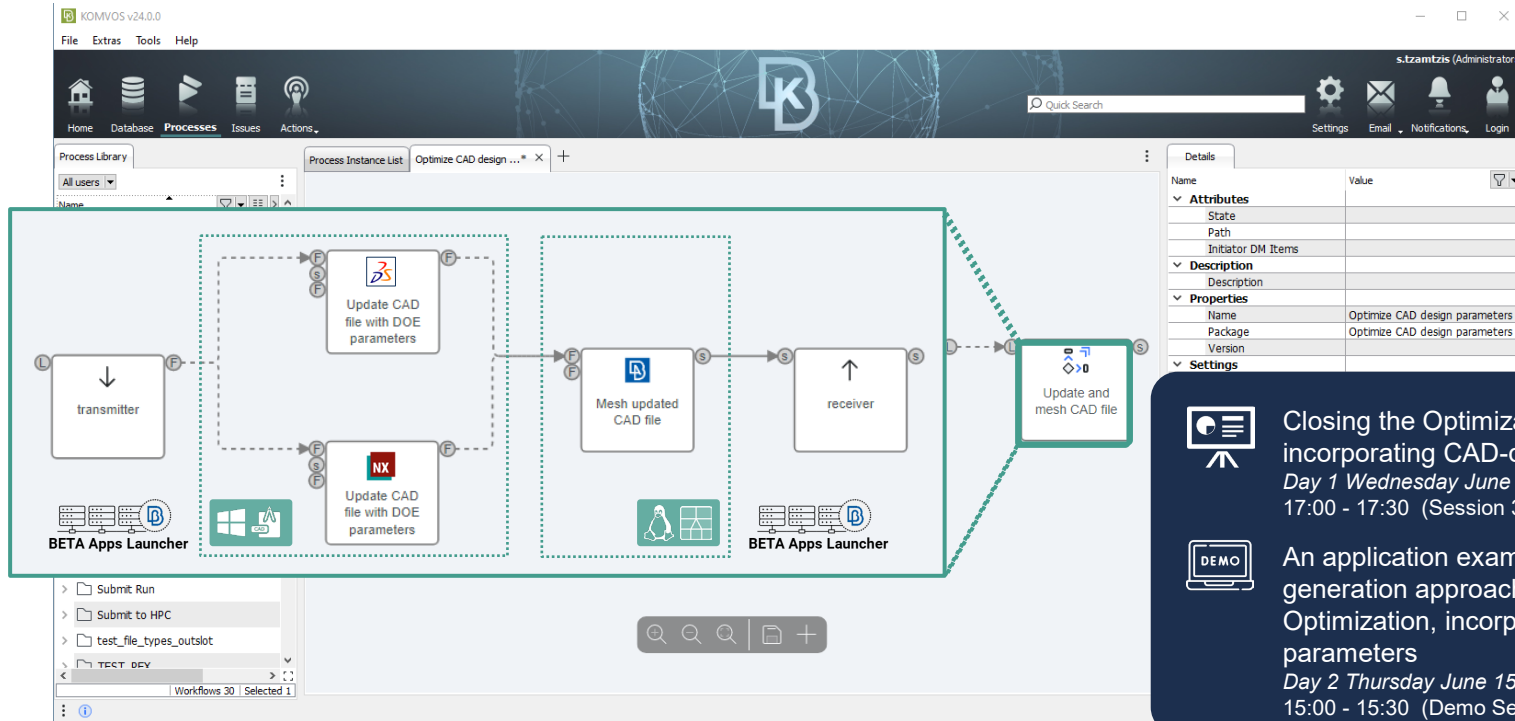 KOMVOS v24.0.0
File Extras Tools Help
s.tzamtzis (Administrator
Quick Search
Home Database Processes Issues Actions
Settings Email Notifications Login
Process Library
Process Instance List Optimize CAD design ...*
Details
All users
Name Value
Name
Attributes
State
Path
Initiator DM Items
Description
Description
Properties
Name Optimize CAD design parameters
Package Optimize CAD design parameters
Version
Settings
L
transmitter
F
F
S
F
Update CAD
file with DOE
parameters
F
F
S
F
NX
Update CAD
file with DOE
parameters
F
F
F
Mesh updated
CAD file
S
S
receiver
S
L
L
Update and
mesh CAD file
S
BETA Apps Launcher
CAD
BETA Apps Launcher
Submit Run
Submit to HPC
test_file_types_outslot
Workflows 30 Selected 1
Closing the Optimiza
incorporating CAD-
Day 1 Wednesday June
17:00 - 17:30 (Session 3
DEMO
An application exam
generation approach
Optimization, incorp
parameters
Day 2 Thursday June 15
15:00 - 15:30 (Demo Se